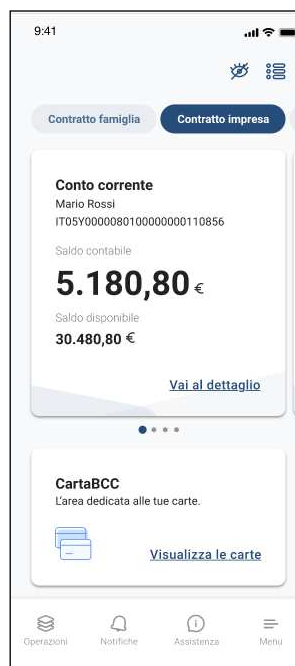 9:41
Contratto famiglia
Contratto impresa
Conto corrente
Mario Rossi
IT05Y0000080100000000110856
Saldo contabile
5.180,80 €
Saldo disponibile
30.480,80 €
Vai al dettaglio
CartaBCC
L'area dedicata alle tue carte.
Visualizza le carte
Operazioni Notifiche Assistenza Menu